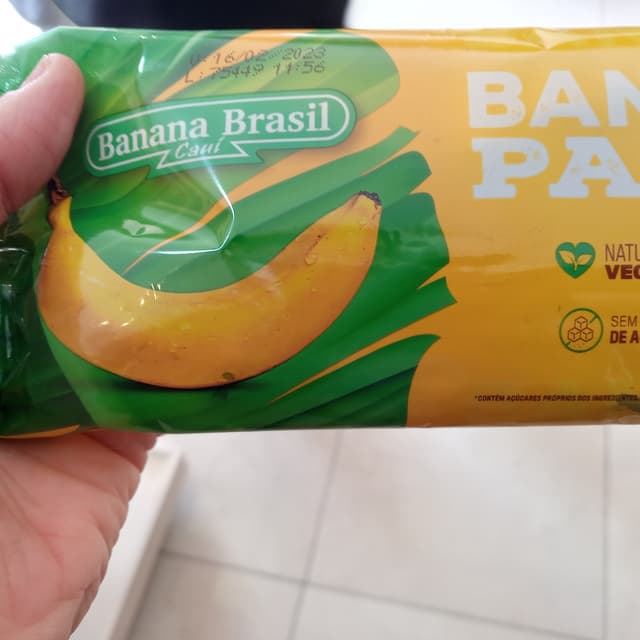 V: 16/02/2023
L: 75449 11:56
Banana Brasil
Cauí
BAN
PA
NATU
VEG
SEM
DE A
*CONTÉM AÇÚCARES PRÓPRIOS DOS INGREDIENTES.